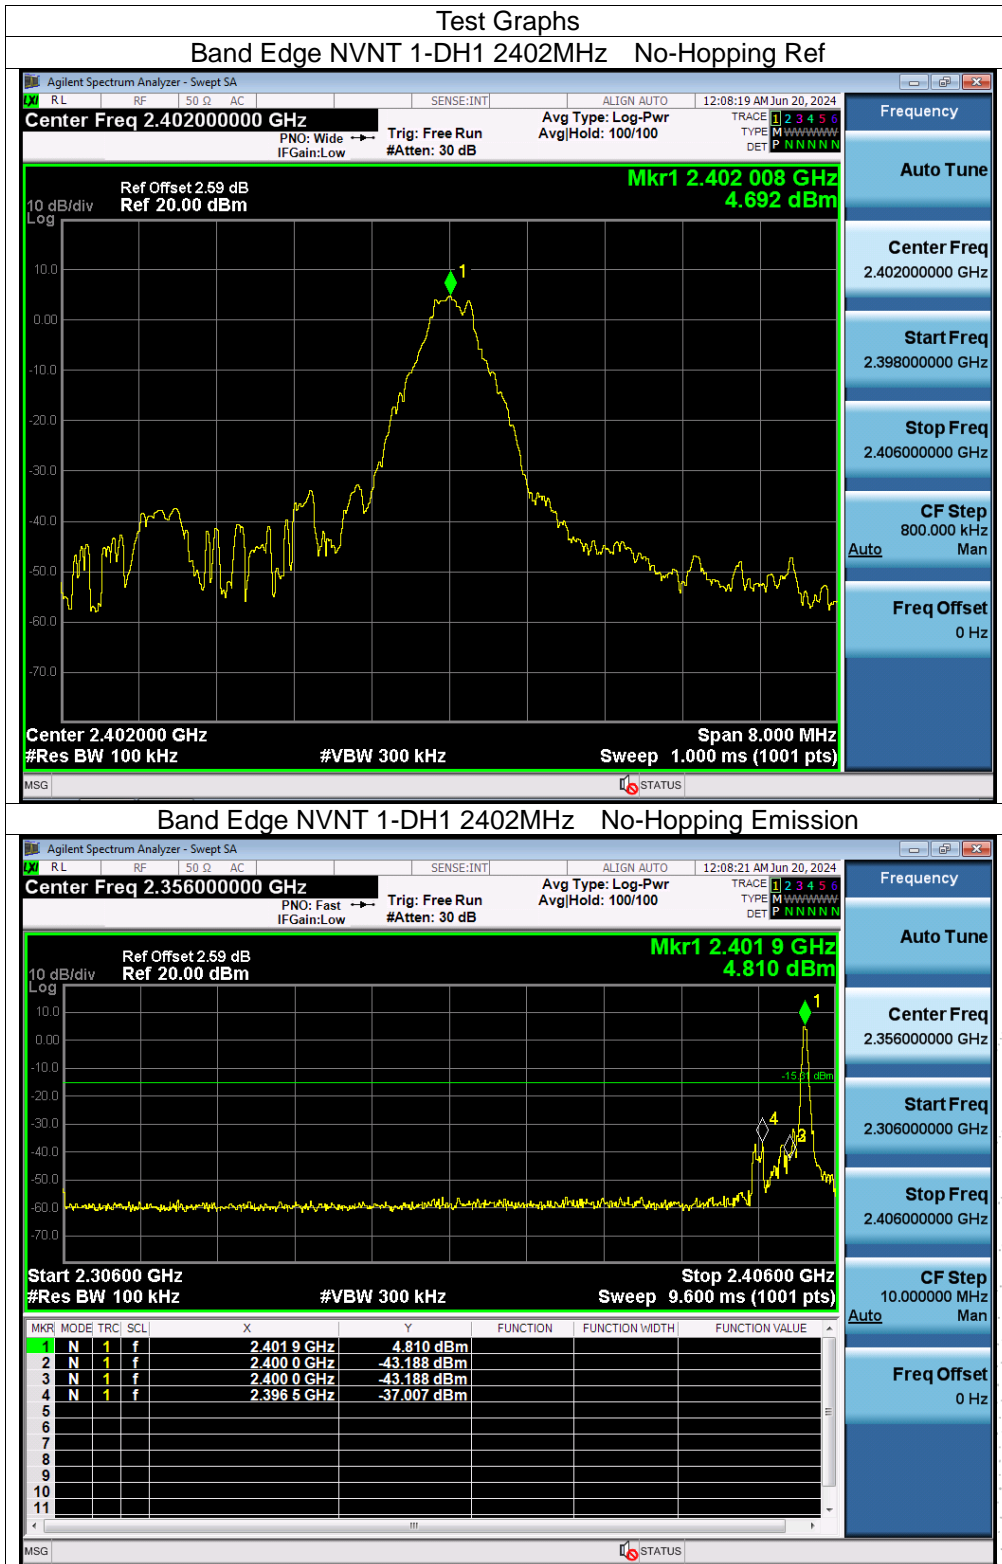 Test Graphs
Band Edge NVNT 1-DH1 2402MHz No-Hopping Ref
Agilent Spectrum Analyzer - Swept SA
LXI RL RF 50 Ω AC SENSE:INT ALIGN AUTO 12:08:19 AM Jun 20, 2024
Center Freq 2.402000000 GHz
PNO: Wide
IFGain:Low
Trig: Free Run
#Atten: 30 dB
Avg Type: Log-Pwr
Avg|Hold: 100/100
TRACE 1 2 3 4 5 6
TYPE M WWWWW
DET P N N N N N
Ref Offset 2.59 dB
10 dB/div Ref 20.00 dBm
Log
Mkr1 2.402 008 GHz
4.692 dBm
1
10.0
0.00
-10.0
-20.0
-30.0
-40.0
-50.0
-60.0
-70.0
Center 2.402000 GHz Span 8.000 MHz
#Res BW 100 kHz #VBW 300 kHz Sweep 1.000 ms (1001 pts)
MSG STATUS
Frequency
Auto Tune
Center Freq
2.402000000 GHz
Start Freq
2.398000000 GHz
Stop Freq
2.406000000 GHz
CF Step
800.000 kHz
Auto Man
Freq Offset
0 Hz
Band Edge NVNT 1-DH1 2402MHz No-Hopping Emission
Agilent Spectrum Analyzer - Swept SA
LXI RL RF 50 Ω AC SENSE:INT ALIGN AUTO 12:08:21 AM Jun 20, 2024
Center Freq 2.356000000 GHz
PNO: Fast
IFGain:Low
Trig: Free Run
#Atten: 30 dB
Avg Type: Log-Pwr
Avg|Hold: 100/100
TRACE 1 2 3 4 5 6
TYPE M WWWWW
DET P N N N N N
Ref Offset 2.59 dB
10 dB/div Ref 20.00 dBm
Log
Mkr1 2.401 9 GHz
4.810 dBm
1
10.0
0.00
-10.0
-15.31 dBm
-20.0
-30.0
4
3
-40.0
-50.0
-60.0
-70.0
Start 2.30600 GHz Stop 2.40600 GHz
#Res BW 100 kHz #VBW 300 kHz Sweep 9.600 ms (1001 pts)
MKR MODE TRC SCL X Y FUNCTION FUNCTION WIDTH FUNCTION VALUE
1 N 1 f 2.401 9 GHz 4.810 dBm
2 N 1 f 2.400 0 GHz -43.188 dBm
3 N 1 f 2.400 0 GHz -43.188 dBm
4 N 1 f 2.396 5 GHz -37.007 dBm
5
6
7
8
9
10
11
MSG STATUS
Frequency
Auto Tune
Center Freq
2.356000000 GHz
Start Freq
2.306000000 GHz
Stop Freq
2.406000000 GHz
CF Step
10.000000 MHz
Auto Man
Freq Offset
0 Hz